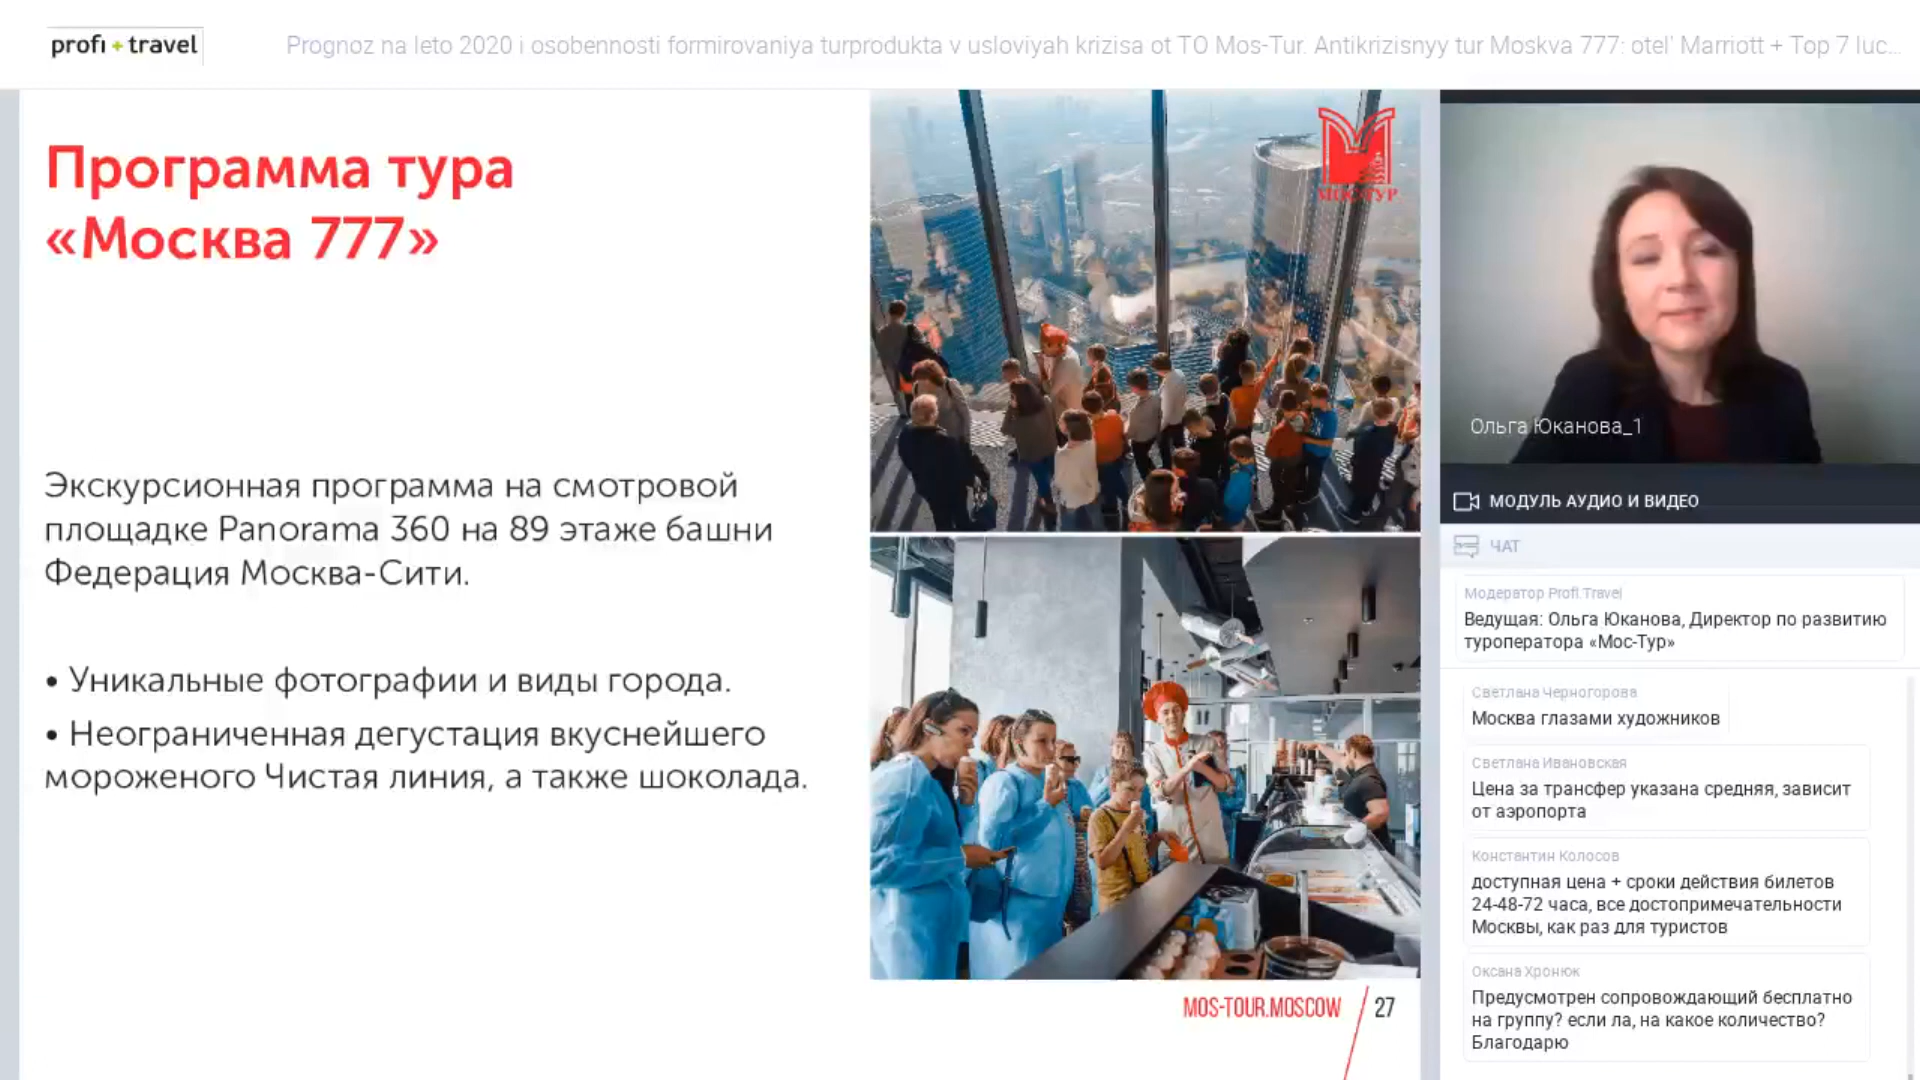 profi + travel
Prognoz na leto 2020 i osobennosti formirovaniya turprodukta v usloviyah krizisa ot TO Mos-Tur. Antikrizisnyy tur Moskva 777: otel' Marriott + Top 7 luc...
Программа тура
«Москва 777»
Экскурсионная программа на смотровой
площадке Panorama 360 на 89 этаже башни
Федерация Москва-Сити.
• Уникальные фотографии и виды города.
• Неограниченная дегустация вкуснейшего
мороженого Чистая линия, а также шоколада.
МОС-ТУР
MOS-TOUR.MOSCOW
27
Ольга Юканова_1
МОДУЛЬ АУДИО И ВИДЕО
ЧАТ
Модератор Profi.Travel
Ведущая: Ольга Юканова, Директор по развитию
туроператора «Мос-Тур»
Светлана Черногорова
Москва глазами художников
Светлана Ивановская
Цена за трансфер указана средняя, зависит
от аэропорта
Константин Колосов
доступная цена + сроки действия билетов
24-48-72 часа, все достопримечательности
Москвы, как раз для туристов
Оксана Хронюк
Предусмотрен сопровождающий бесплатно
на группу? если ла, на какое количество?
Благодарю